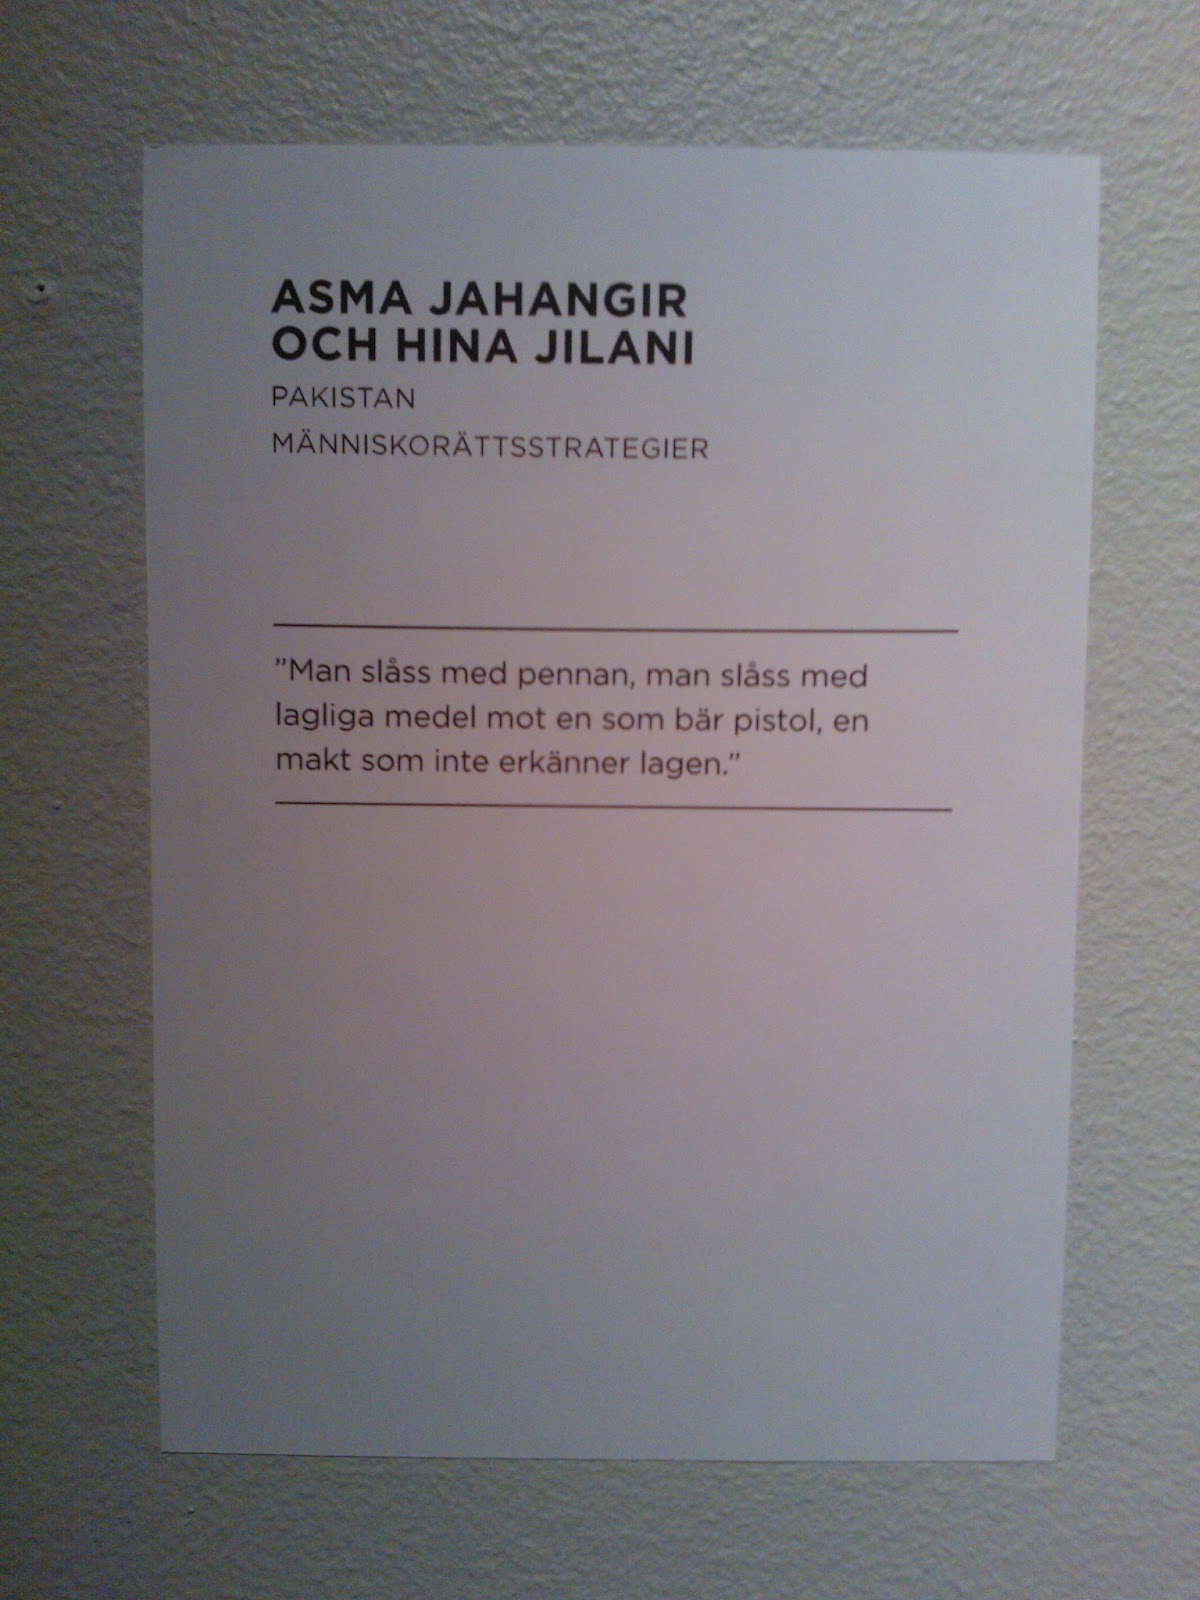 ASMA JAHANGIR
OCH HINA JILANI
PAKISTAN
MÄNNISKORÄTTSSTRATEGIER
”Man slåss med pennan, man slåss med
lagliga medel mot en som bär pistol, en
makt som inte erkänner lagen.”